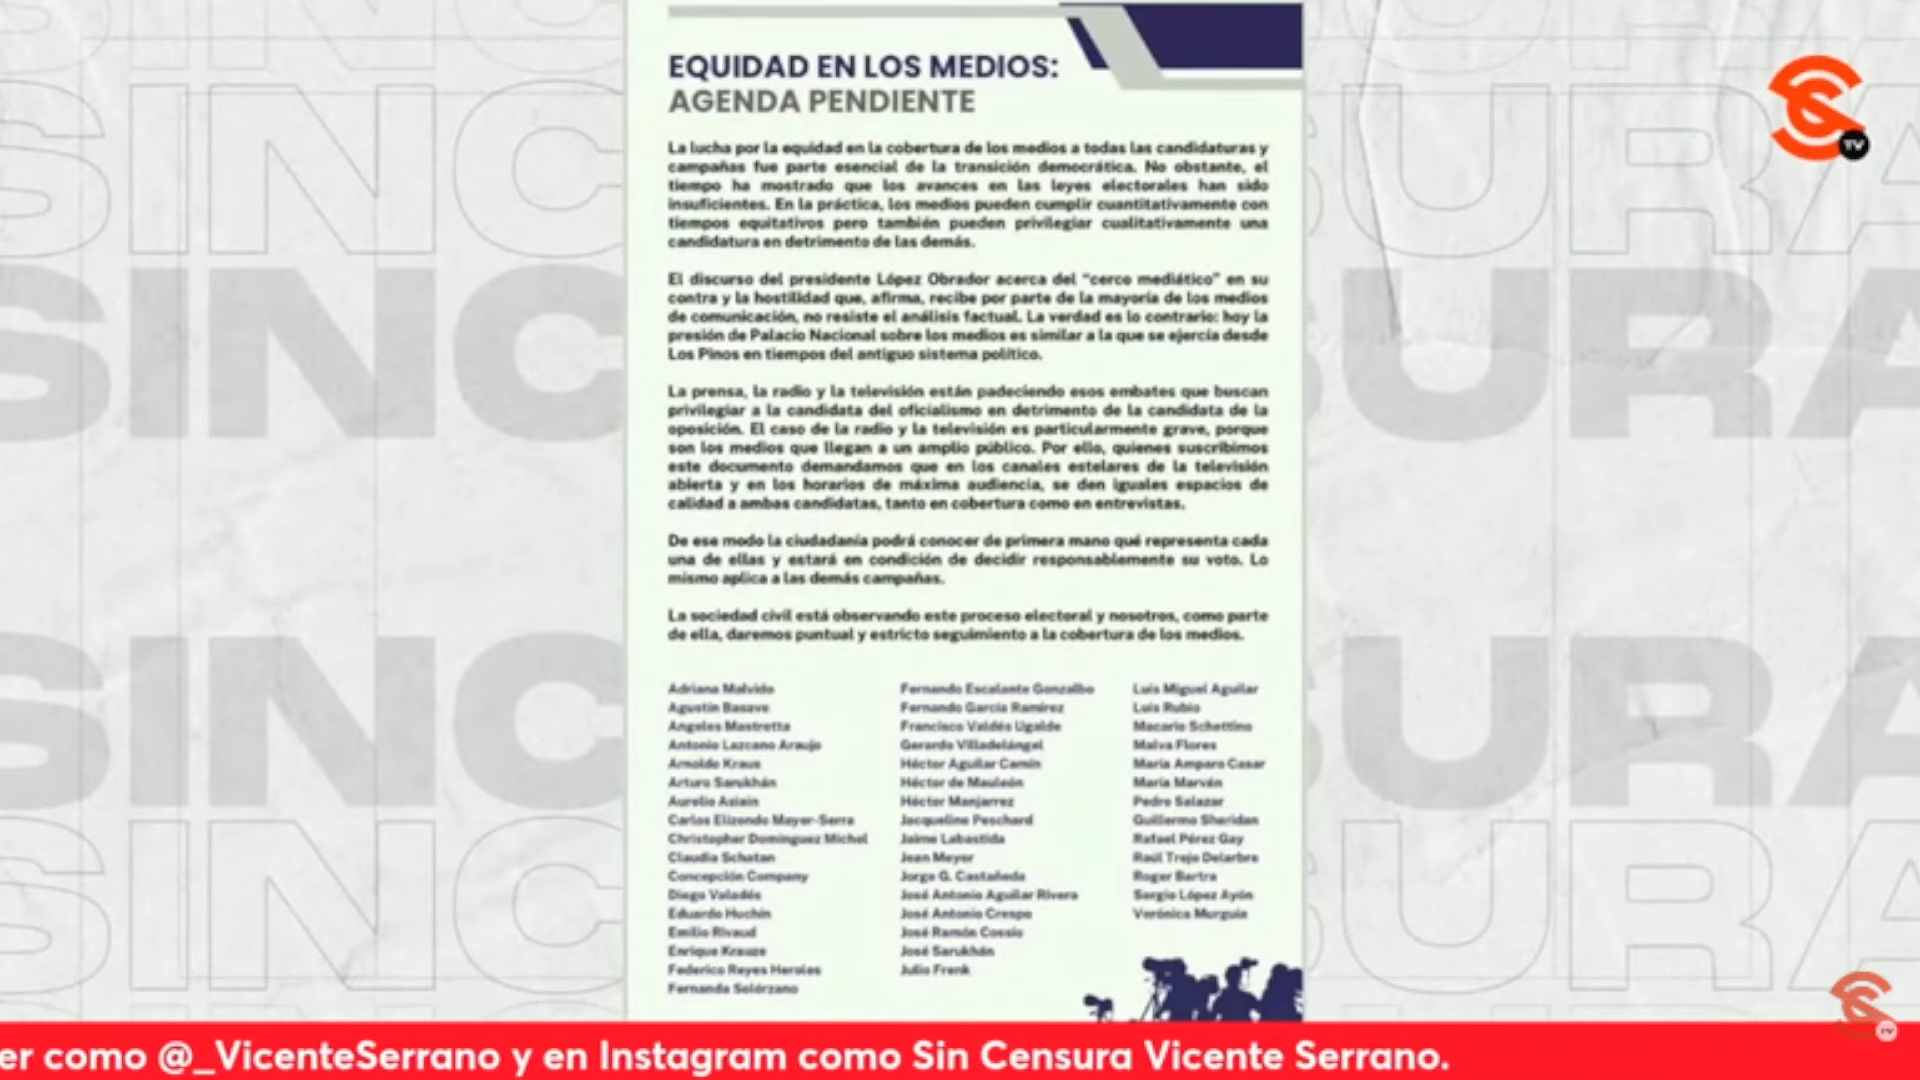 EQUIDAD EN LOS MEDIOS:
AGENDA PENDIENTE
La lucha por la equidad en la cobertura de los medios a todas las candidaturas y
campañas fue parte esencial de la transición democrática. No obstante, el
tiempo ha mostrado que los avances en las leyes electorales han sido
insuficientes. En la práctica, los medios pueden cumplir cuantitativamente con
tiempos equitativos pero también pueden privilegiar cualitativamente una
candidatura en detrimento de las demás.
El discurso del presidente López Obrador acerca del “cerco mediático” en su
contra y la hostilidad que, afirma, recibe por parte de la mayoría de los medios
de comunicación, no resiste el análisis factual. La verdad es lo contrario: hoy la
presión de Palacio Nacional sobre los medios es similar a la que se ejercía desde
Los Pinos en tiempos del antiguo sistema político.
La prensa, la radio y la televisión están padeciendo esos embates que buscan
privilegiar a la candidata del oficialismo en detrimento de la candidata de la
oposición. El caso de la radio y la televisión es particularmente grave, porque
son los medios que llegan a un amplio público. Por ello, quienes suscribimos
este documento demandamos que en los canales estelares de la televisión
abierta y en los horarios de máxima audiencia, se den iguales espacios de
calidad a ambas candidatas, tanto en cobertura como en entrevistas.
De ese modo la ciudadanía podrá conocer de primera mano qué representa cada
una de ellas y estará en condición de decidir responsablemente su voto. Lo
mismo aplica a las demás campañas.
La sociedad civil está observando este proceso electoral y nosotros, como parte
de ella, daremos puntual y estricto seguimiento a la cobertura de los medios.
Adriana Malvido
Agustín Basave
Angeles Mastretta
Antonio Lazcano Araujo
Arnoldo Kraus
Arturo Sarukhán
Aurelio Asiain
Carlos Elizondo Mayer-Serra
Christopher Domínguez Michel
Claudia Schatan
Concepción Company
Diego Valadés
Eduardo Huchín
Emilio Rivaud
Enrique Krauze
Federico Reyes Heroles
Fernanda Solórzano
Fernando Escalante Gonzalbo
Fernando García Ramírez
Francisco Valdés Ugalde
Gerardo Villadelángel
Héctor Aguilar Camín
Héctor de Mauleón
Héctor Manjarrez
Jacqueline Peschard
Jaime Labastida
Jean Meyer
Jorge G. Castañeda
José Antonio Aguilar Rivera
José Antonio Crespo
José Ramón Cossío
José Sarukhán
Julio Frenk
Luis Miguel Aguilar
Luis Rubio
Macario Schettino
Malva Flores
María Amparo Casar
María Marván
Pedro Salazar
Guillermo Sheridan
Rafael Pérez Gay
Raúl Trejo Delarbre
Roger Bartra
Sergio López Ayón
Verónica Murguía
SINC
SURA
SINC
SURA
SINC
SURA
SINC
SURA
TV
TV
er como @_VicenteSerrano y en Instagram como Sin Censura Vicente Serrano.